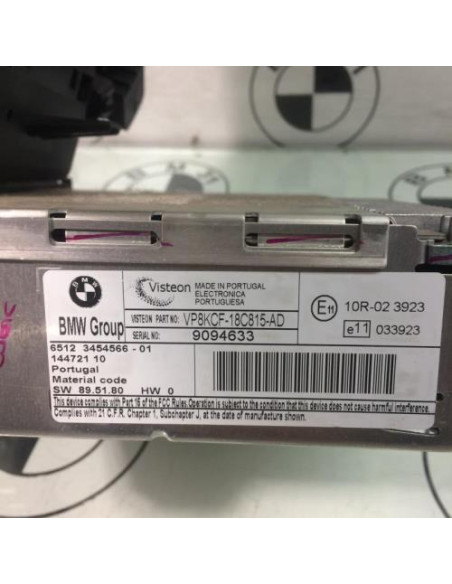 BMW
Visteon
MADE IN PORTUGAL
ELECTRONICA
PORTUGUESA
E11 10R-02 3923
BMW Group
VISTEON PART NO: VP8KCF-18C815-AD
SERIAL NO: 9094633
e11 033923
6512 3454566 -01
144721 10
Portugal
Material code
SW 89.51.80 HW 0
This device complies with Part 15 of the FCC Rules Operation is subject to the condition that this device does not cause harmful interference
Complies with 21 C.F.R. Chapter 1, Subchapter J, at the date of manufacture shown.